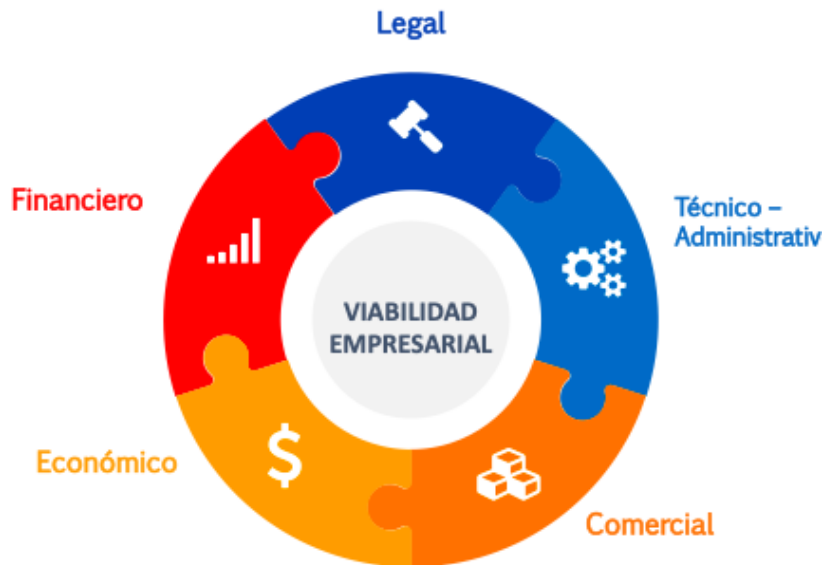 Legal
Financiero
Técnico –
Administrativ
VIABILIDAD
EMPRESARIAL
Económico
$
Comercial